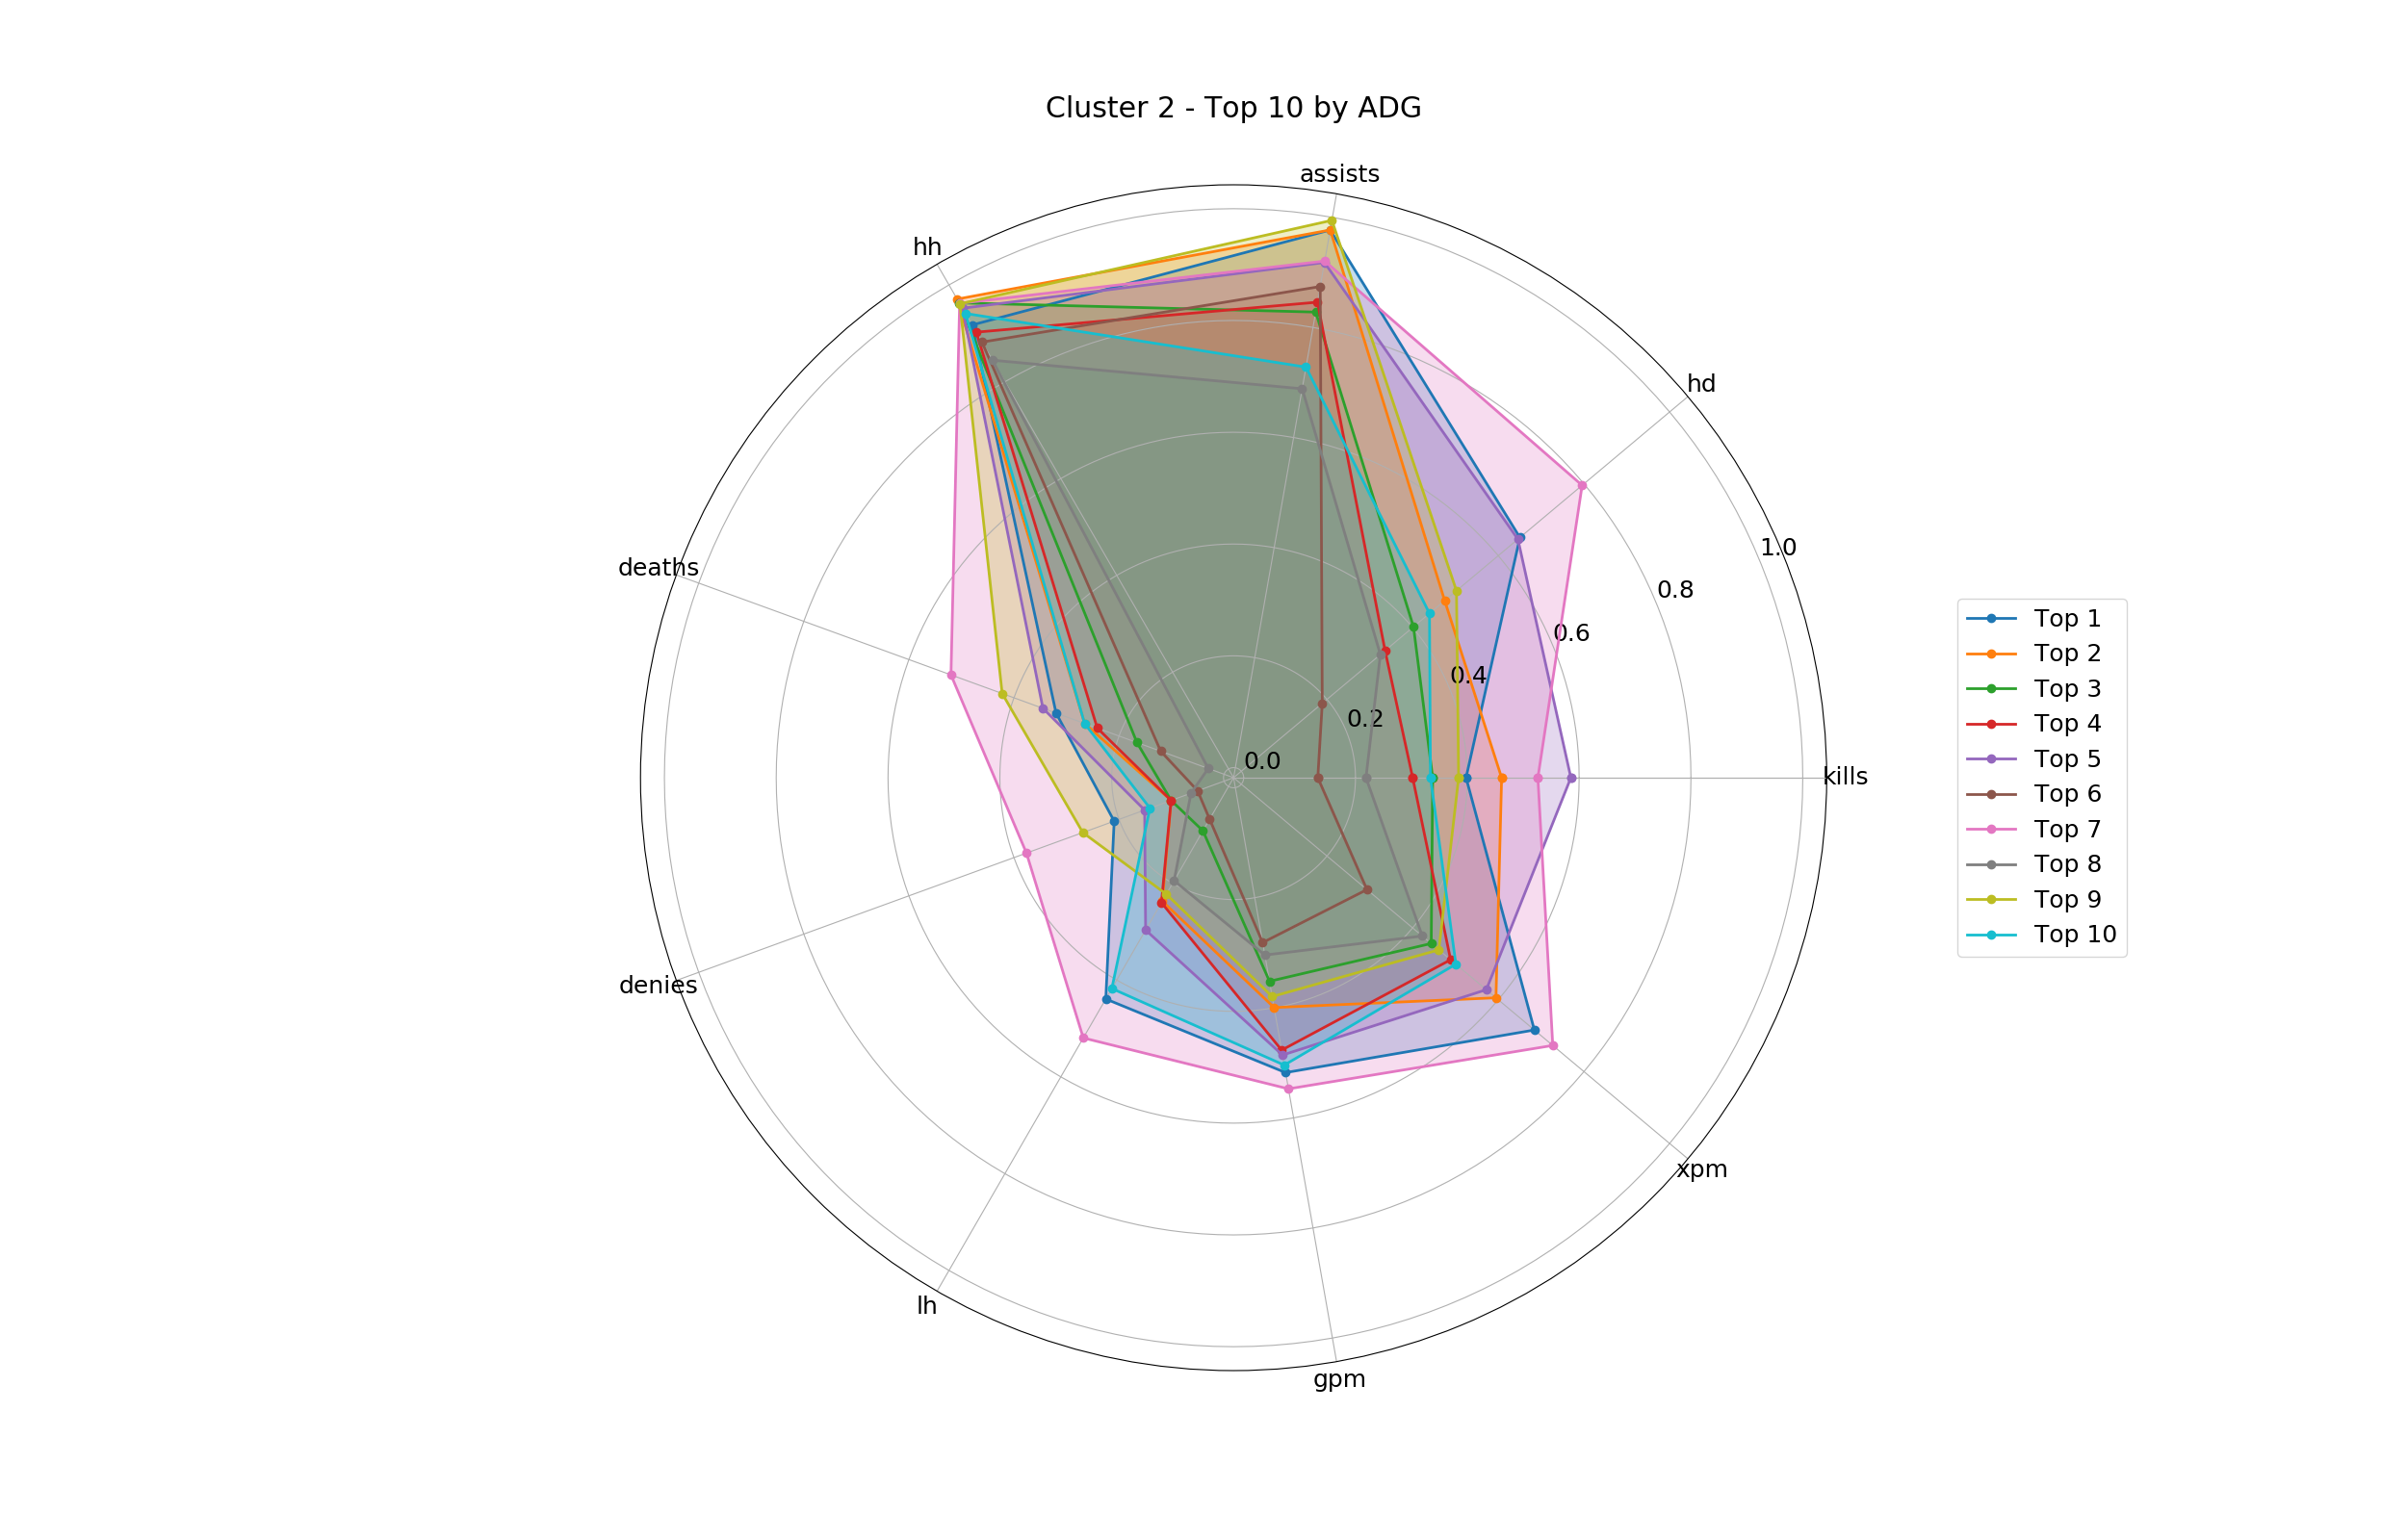 Cluster 2 - Top 10 by ADG
assists
hh
hd
deaths
1.0
0.8
0.6
0.4
0.2
0.0
kills
denies
xpm
lh
gpm
Top 1
Top 2
Top 3
Top 4
Top 5
Top 6
Top 7
Top 8
Top 9
Top 10